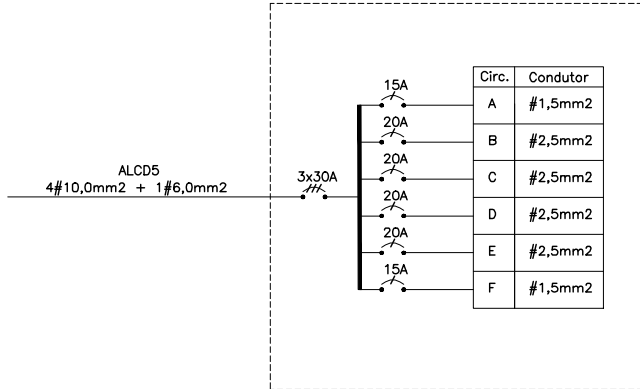 Circ. Condutor
15A
A #1,5mm2
20A
B #2,5mm2
20A
C #2,5mm2
ALCD5
4#10,0mm2 + 1#6,0mm2
3x30A
20A
D #2,5mm2
20A
E #2,5mm2
15A
F #1,5mm2